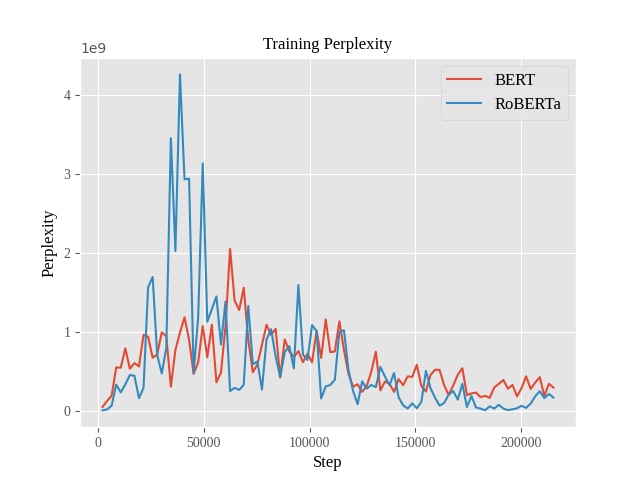 Training Perplexity
1e9
BERT
RoBERTa
4
3
2
1
0
Perplexity
0 50000 100000 150000 200000
Step